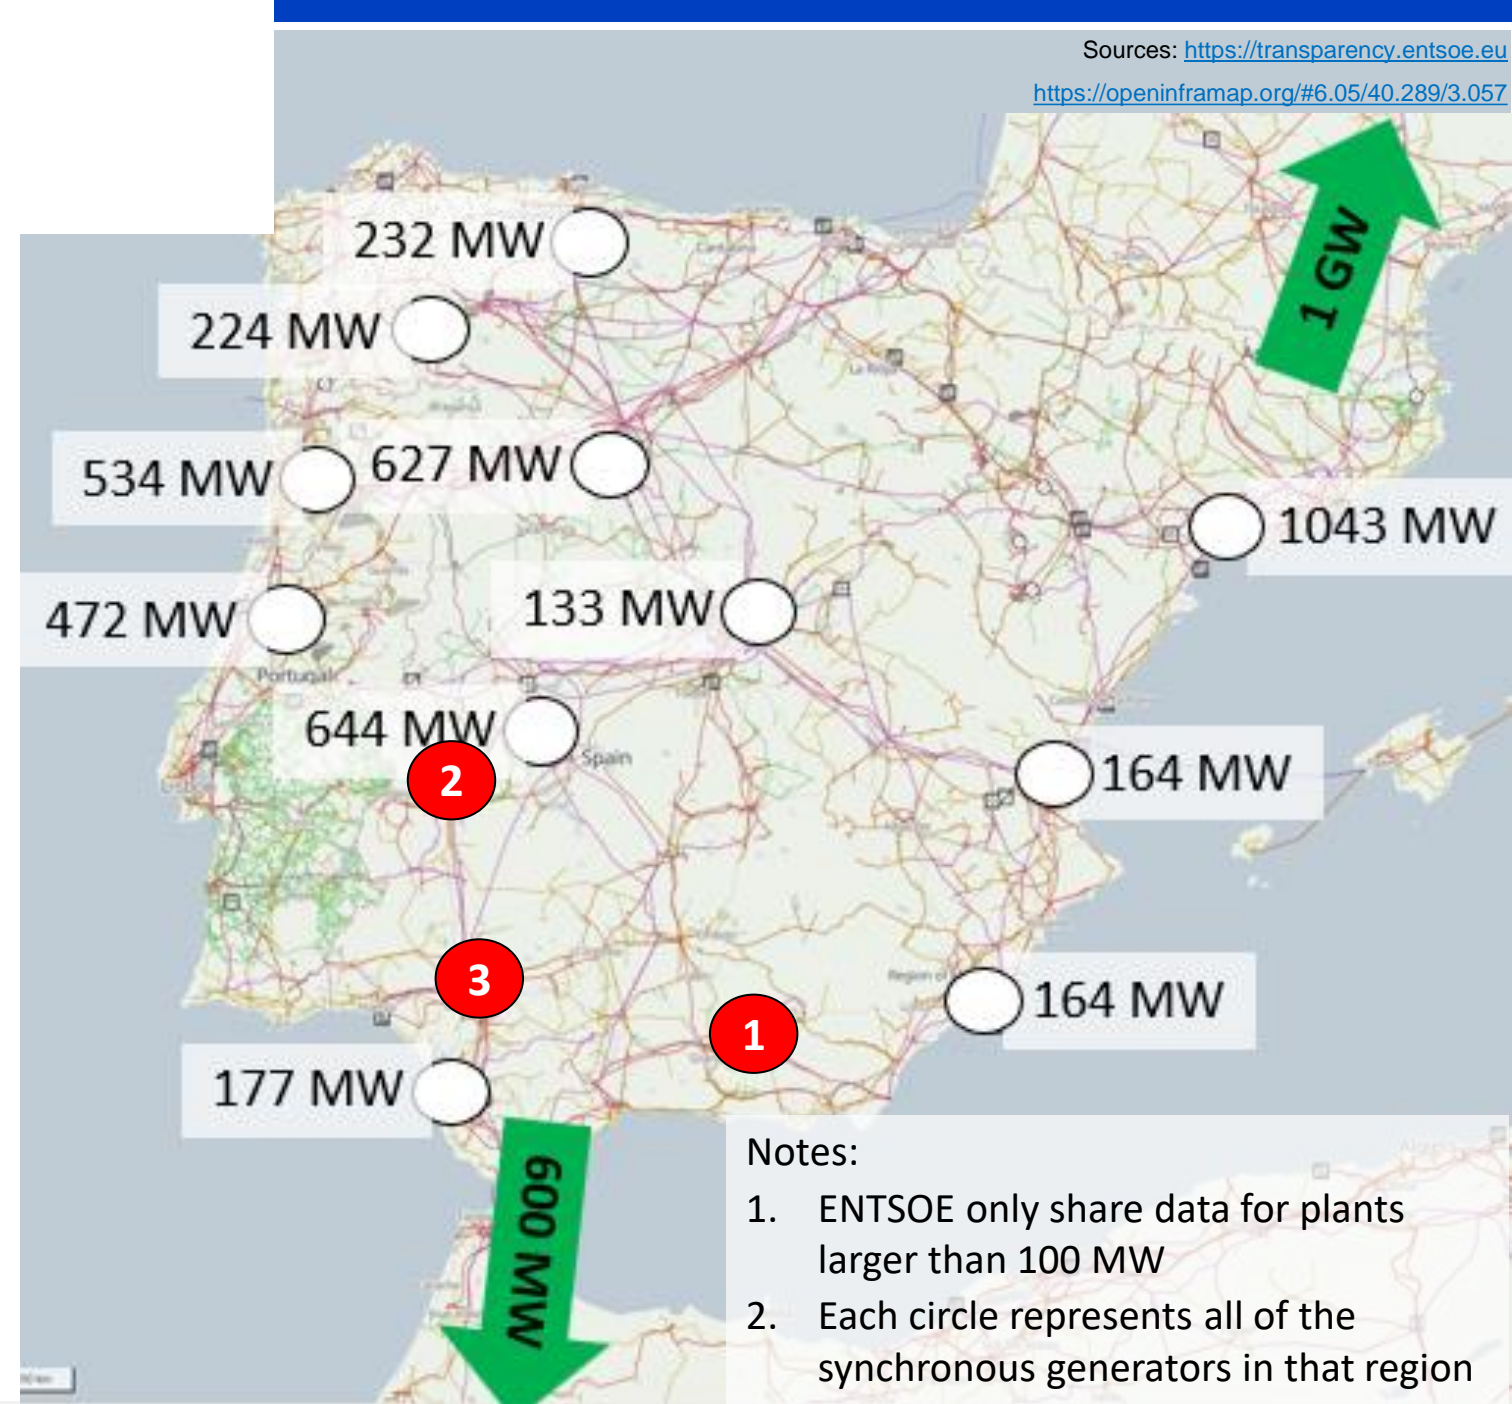 Sources: https://transparency.entsoe.eu
https://openinframap.org/#6.05/40.289/3.057
1 GW
232 MW
224 MW
534 MW
627 MW
1043 MW
472 MW
133 MW
Portugal
644 MW
Spain
2
164 MW
3
Region of
164 MW
1
177 MW
600 MW
Notes:
1. ENTSOE only share data for plants
larger than 100 MW
2. Each circle represents all of the
synchronous generators in that region